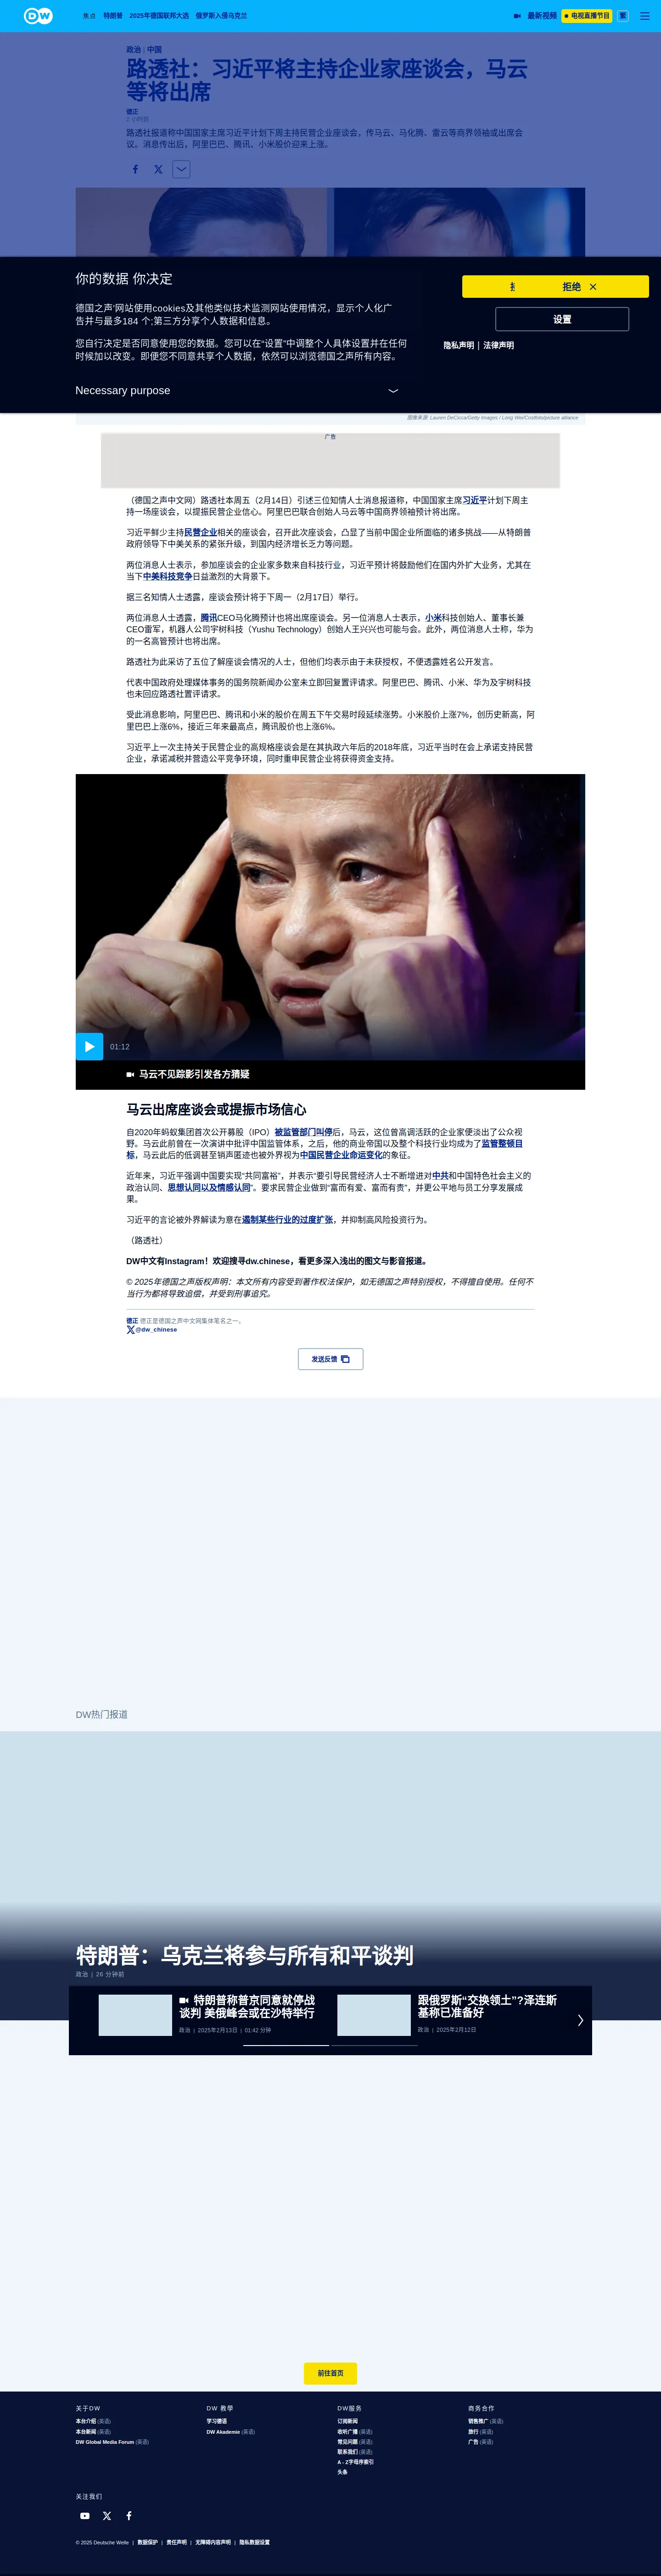 DW
焦点
特朗普
2025年德国联邦大选
俄罗斯入侵乌克兰
最新视频
电视直播节目
繁
政治 | 中国
路透社：习近平将主持企业家座谈会，马云
等将出席
德正
路透社报道称中国国家主席习近平计划下周主持民营企业座谈会，传马云、马化腾、雷云等商界领袖或出席会
议。消息传出后，阿里巴巴、腾讯、小米股价迎来上涨。
你的数据 你决定
德国之声'网站使用cookies及其他类似技术监测网站使用情况，显示个人化广
告并与最多184 个;第三方分享个人数据和信息。
您自行决定是否同意使用您的数据。您可以在“设置”中调整个人具体设置并在任何
时候加以改变。即便您不同意共享个人数据，依然可以浏览德国之声所有内容。
Necessary purpose
拒绝
设置
隐私声明 | 法律声明
图像来源: Lauren DeCicca/Getty Images / Long Wei/Costfoto/picture alliance
广告
（德国之声中文网）路透社本周五（2月14日）引述三位知情人士消息报道称，中国国家主席习近平计划下周主
持一场座谈会，以提振民营企业信心。阿里巴巴联合创始人马云等中国商界领袖预计将出席。
习近平鲜少主持民营企业相关的座谈会，召开此次座谈会，凸显了当前中国企业所面临的诸多挑战——从特朗普
政府领导下中美关系的紧张升级，到国内经济增长乏力等问题。
两位消息人士表示，参加座谈会的企业家多数来自科技行业，习近平预计将鼓励他们在国内外扩大业务，尤其在
当下中美科技竞争日益激烈的大背景下。
据三名知情人士透露，座谈会预计将于下周一（2月17日）举行。
两位消息人士透露，腾讯CEO马化腾预计也将出席座谈会。另一位消息人士表示，小米科技创始人、董事长兼
CEO雷军，机器人公司宇树科技（Yushu Technology）创始人王兴兴也可能与会。此外，两位消息人士称，华为
的一名高管预计也将出席。
路透社为此采访了五位了解座谈会情况的人士，但他们均表示由于未获授权，不便透露姓名公开发言。
代表中国政府处理媒体事务的国务院新闻办公室未立即回复置评请求。阿里巴巴、腾讯、小米、华为及宇树科技
也未回应路透社置评请求。
受此消息影响，阿里巴巴、腾讯和小米的股价在周五下午交易时段延续涨势。小米股价上涨7%，创历史新高，阿
里巴巴上涨6%，接近三年来最高点，腾讯股价也上涨6%。
习近平上一次主持关于民营企业的高规格座谈会是在其执政六年后的2018年底，习近平当时在会上承诺支持民营
企业，承诺减税并营造公平竞争环境，同时重申民营企业将获得资金支持。
01:12
马云不见踪影引发各方猜疑
马云出席座谈会或提振市场信心
自2020年蚂蚁集团首次公开募股（IPO）被监管部门叫停后，马云，这位曾高调活跃的企业家便淡出了公众视
野。马云此前曾在一次演讲中批评中国监管体系，之后，他的商业帝国以及整个科技行业均成为了监管整顿目
标，马云此后的低调甚至销声匿迹也被外界视为中国民营企业命运变化的象征。
近年来，习近平强调中国要实现“共同富裕”，并表示“要引导民营经济人士不断增进对中共和中国特色社会主义的
政治认同、思想认同以及情感认同”。要求民营企业做到“富而有爱、富而有责”，并更公平地与员工分享发展成
果。
习近平的言论被外界解读为意在遏制某些行业的过度扩张，并抑制高风险投资行为。
（路透社）
DW中文有Instagram！欢迎搜寻dw.chinese，看更多深入浅出的图文与影音报道。
© 2025年德国之声版权声明：本文所有内容受到著作权法保护，如无德国之声特别授权，不得擅自使用。任何不
当行为都将导致追偿，并受到刑事追究。
德正 德正是德国之声中文网集体笔名之一。
@dw_chinese
发送反馈
DW热门报道
特朗普：乌克兰将参与所有和平谈判
政治 | 26 分钟前
特朗普称普京同意就停战
谈判 美俄峰会或在沙特举行
政治 | 2025年2月13日 | 01:42 分钟
跟俄罗斯“交换领土”?泽连斯
基称已准备好
政治 | 2025年2月12日
前往首页
关于DW
本台介绍 (英语)
本台新闻 (英语)
DW Global Media Forum (英语)
DW 教學
学习德语
DW Akademie (英语)
DW服务
订阅新闻
收听广播 (英语)
常见问题 (英语)
联系我们 (英语)
A - Z字母序索引
头条
商务合作
销售推广 (英语)
旅行 (英语)
广告 (英语)
关注我们
© 2025 Deutsche Welle | 数据保护 | 责任声明 | 无障碍内容声明 | 隐私数据设置